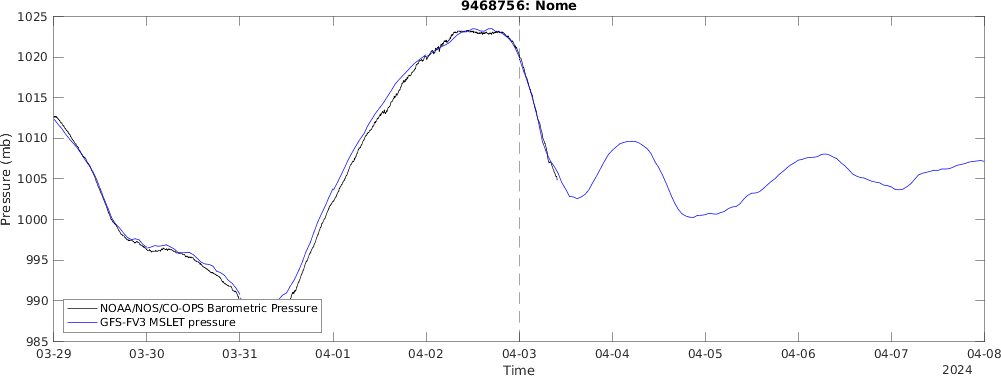 9468756: Nome
1025
1020
1015
1010
1005
1000
995
990
985
Pressure (mb)
NOAA/NOS/CO-OPS Barometric Pressure
GFS-FV3 MSLET pressure
03-29 03-30 03-31 04-01 04-02 04-03 04-04 04-05 04-06 04-07 04-08
Time
2024